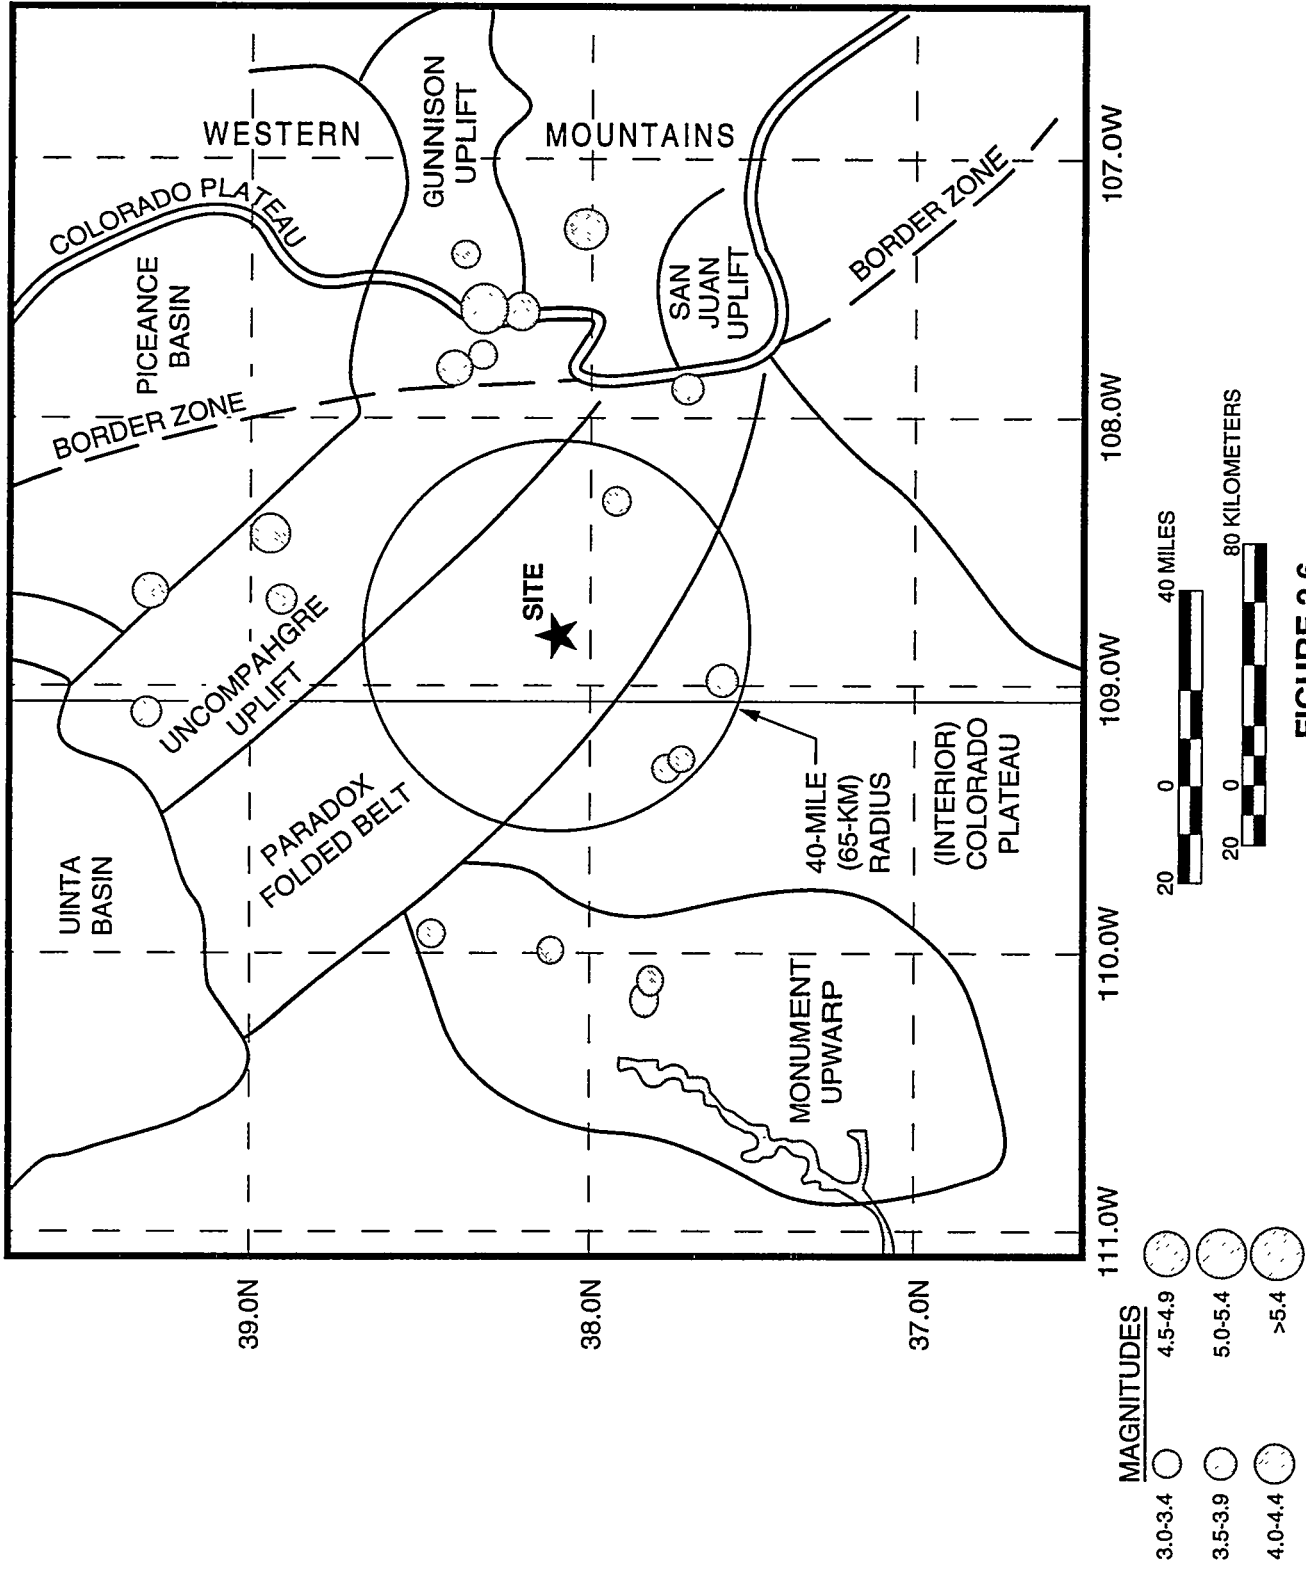 COLORADO PLATEAU
WESTERN
GUNNISON
UPLIFT
MOUNTAINS
PICEANCE
BASIN
BORDER ZONE
SAN
JUAN
UPLIFT
BORDER ZONE
UINTA
BASIN
UNCOMPAHGRE
UPLIFT
PARADOX
FOLDED BELT
SITE
40-MILE
(65-KM)
RADIUS
(INTERIOR)
COLORADO
PLATEAU
MONUMENT
UPWARP
39.0N
38.0N
37.0N
111.0W
110.0W
109.0W
108.0W
107.0W
MAGNITUDES
3.0-3.4
4.5-4.9
3.5-3.9
5.0-5.4
4.0-4.4
>5.4
20 0 40 MILES
20 0 80 KILOMETERS